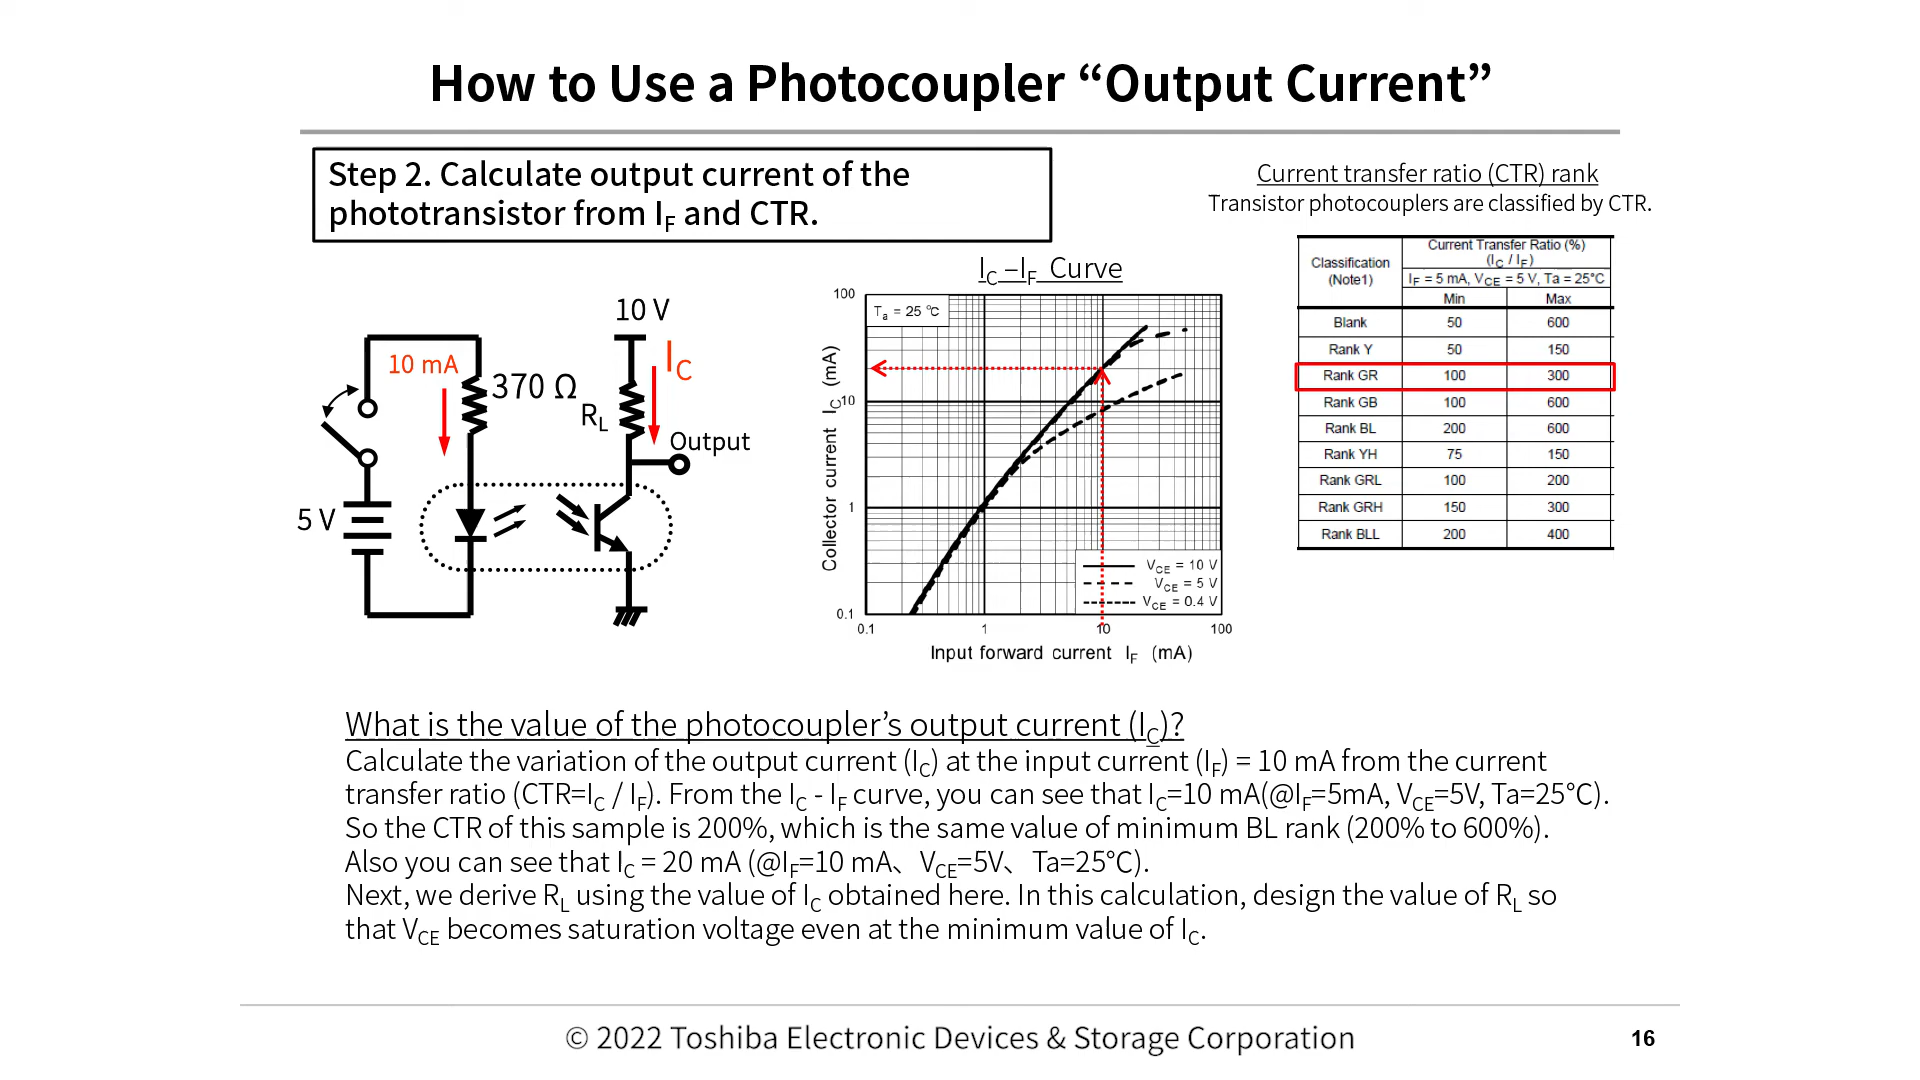 How to Use a Photocoupler “Output Current”
Step 2. Calculate output current of the
phototransistor from IF and CTR.
Current transfer ratio (CTR) rank
Transistor photocouplers are classified by CTR.
Classification
(Note1)
Current Transfer Ratio (%)
(IC / IF)
IF = 5 mA, VCE = 5 V, Ta = 25°C
Min Max
Blank 50 600
Rank Y 50 150
Rank GR 100 300
Rank GB 100 600
Rank BL 200 600
Rank YH 75 150
Rank GRL 100 200
Rank GRH 150 300
Rank BLL 200 400
10 V
10 mA
IC
370 Ω
RL
Output
5 V
IC –IF Curve
Ta = 25 °C
100
10
1
0.1
Collector current IC (mA)
VCE = 10 V
VCE = 5 V
VCE = 0.4 V
0.1 1 10 100
Input forward current IF (mA)
What is the value of the photocoupler’s output current (IC)?
Calculate the variation of the output current (IC) at the input current (IF) = 10 mA from the current
transfer ratio (CTR=IC / IF). From the IC - IF curve, you can see that IC=10 mA(@IF=5mA, VCE=5V, Ta=25°C).
So the CTR of this sample is 200%, which is the same value of minimum BL rank (200% to 600%).
Also you can see that IC = 20 mA (@IF=10 mA、VCE=5V、Ta=25°C).
Next, we derive RL using the value of IC obtained here. In this calculation, design the value of RL so
that VCE becomes saturation voltage even at the minimum value of IC.
© 2022 Toshiba Electronic Devices & Storage Corporation
16